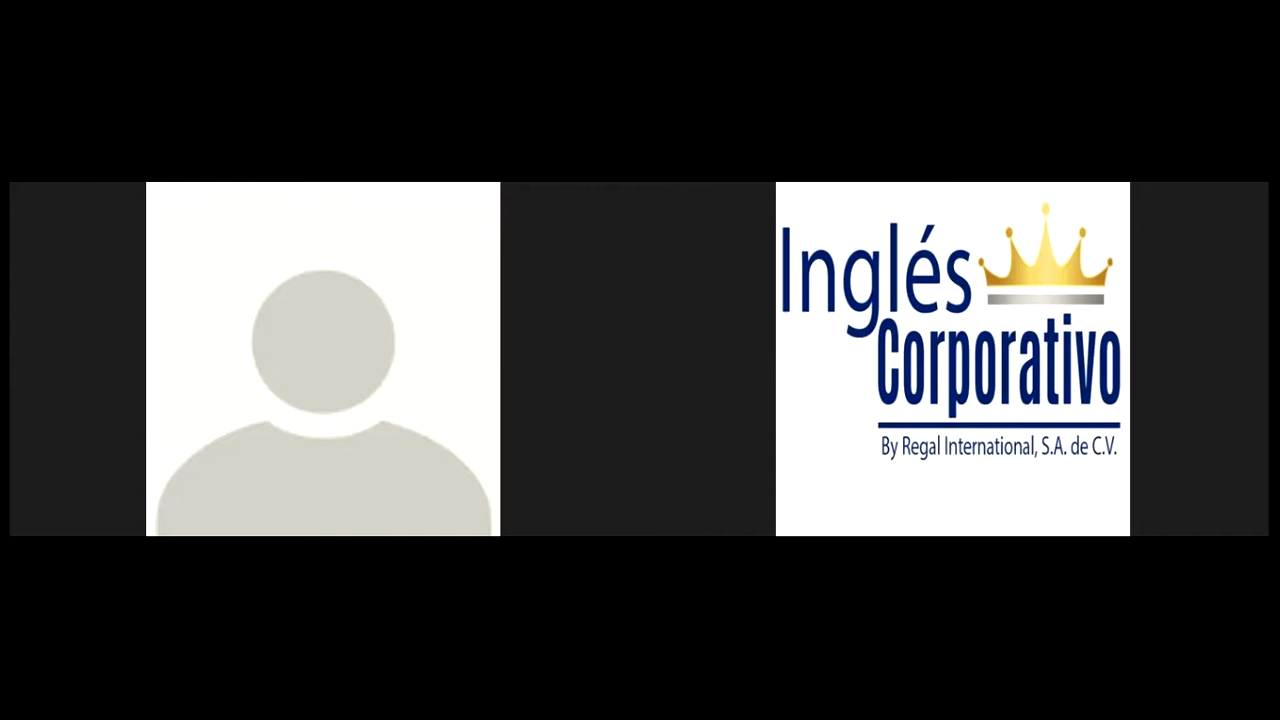 Inglés
Corporativo
By Regal International, S.A. de C.V.